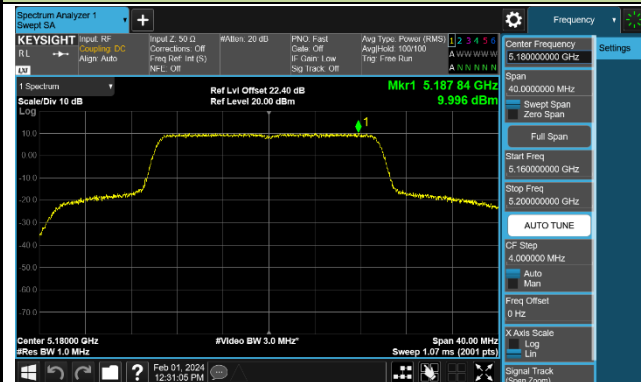 Spectrum Analyzer 1
Swept SA
Frequency
KEYSIGHT
RL
Input: RF
Coupling: DC
Align: Auto
Input Z: 50 Ω
Corrections: Off
Freq Ref: Int (S)
NFE: Off
#Atten: 20 dB
PNO: Fast
Gate: Off
IF Gain: Low
Sig Track: Off
Avg Type: Power (RMS)
Avg|Hold: 100/100
Trig: Free Run
1 2 3 4 5 6
A W W W W W
A N N N N N
1 Spectrum
Scale/Div 10 dB
Log
Ref Lvl Offset 22.40 dB
Ref Level 20.00 dBm
Mkr1 5.187 84 GHz
9.996 dBm
1
10.0
0.00
-10.0
-20.0
-30.0
-40.0
-50.0
-60.0
-70.0
Center 5.18000 GHz
#Res BW 1.0 MHz
#Video BW 3.0 MHz*
Span 40.00 MHz
Sweep 1.07 ms (2001 pts)
Feb 01, 2024
12:31:05 PM
Center Frequency
5.180000000 GHz
Settings
Span
40.0000000 MHz
Swept Span
Zero Span
Full Span
Start Freq
5.160000000 GHz
Stop Freq
5.200000000 GHz
AUTO TUNE
CF Step
4.000000 MHz
Auto
Man
Freq Offset
0 Hz
X Axis Scale
Log
Lin
Signal Track
(Span Zoom)